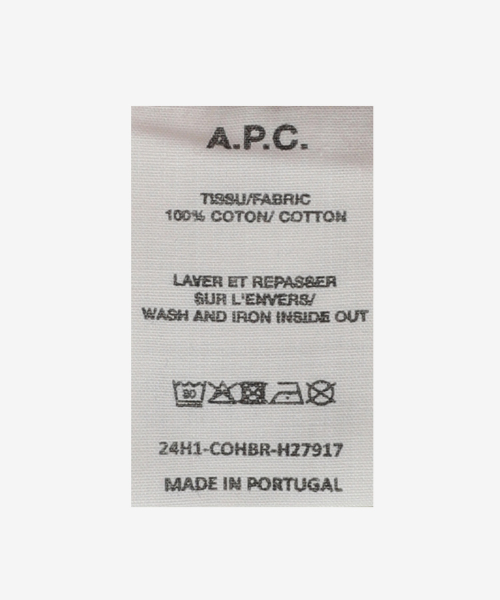 A.P.C.
TISSU/FABRIC
100% COTON/ COTTON
LAVER ET REPASSER
SUR L'ENVERS/
WASH AND IRON INSIDE OUT
30
24H1-COHBR-H27917
MADE IN PORTUGAL